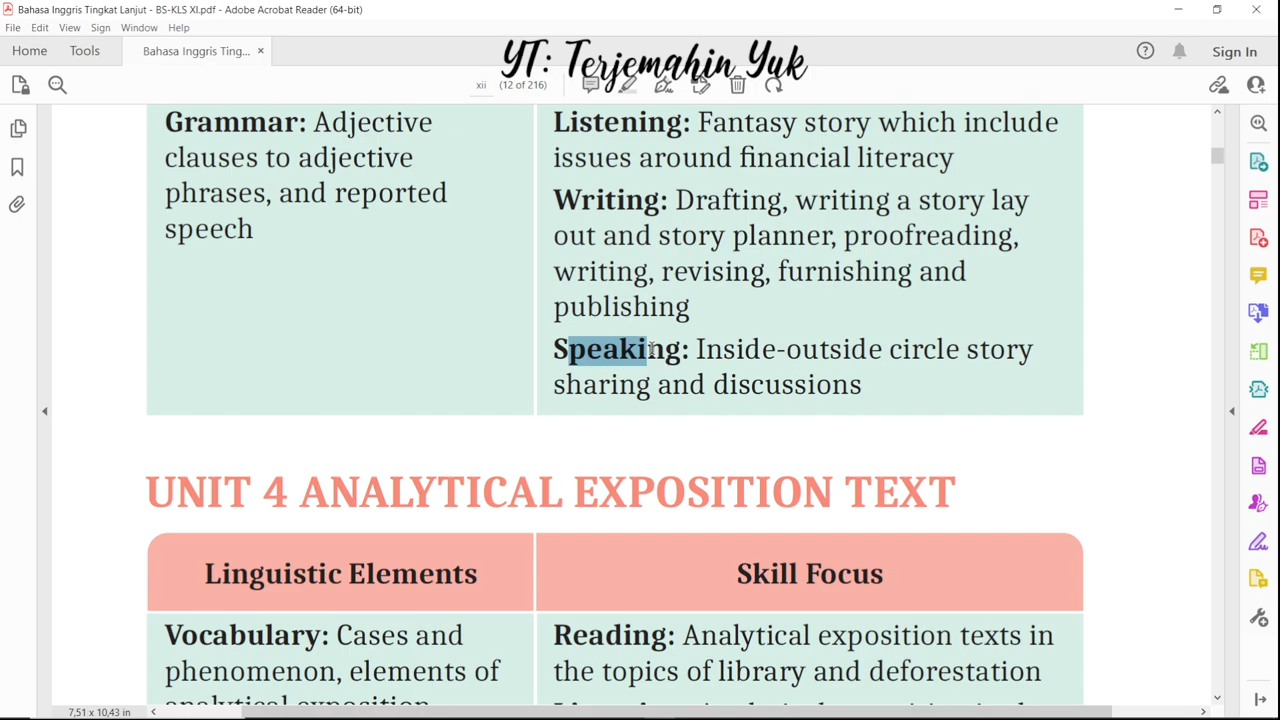 Bahasa Inggris Tingkat Lanjut - BS-KLS XI.pdf - Adobe Acrobat Reader (64-bit)
File Edit View Sign Window Help
Home Tools Bahasa Inggris Ting... × Sign In
YT: Terjemahin Yuk
xii (12 of 216)
Grammar: Adjective
clauses to adjective
phrases, and reported
speech
Listening: Fantasy story which include
issues around financial literacy
Writing: Drafting, writing a story lay
out and story planner, proofreading,
writing, revising, furnishing and
publishing
Speaking: Inside-outside circle story
sharing and discussions
UNIT 4 ANALYTICAL EXPOSITION TEXT
Linguistic Elements
Skill Focus
Vocabulary: Cases and
phenomenon, elements of
analytical exposition
Reading: Analytical exposition texts in
the topics of library and deforestation
7,51 x 10,43 in